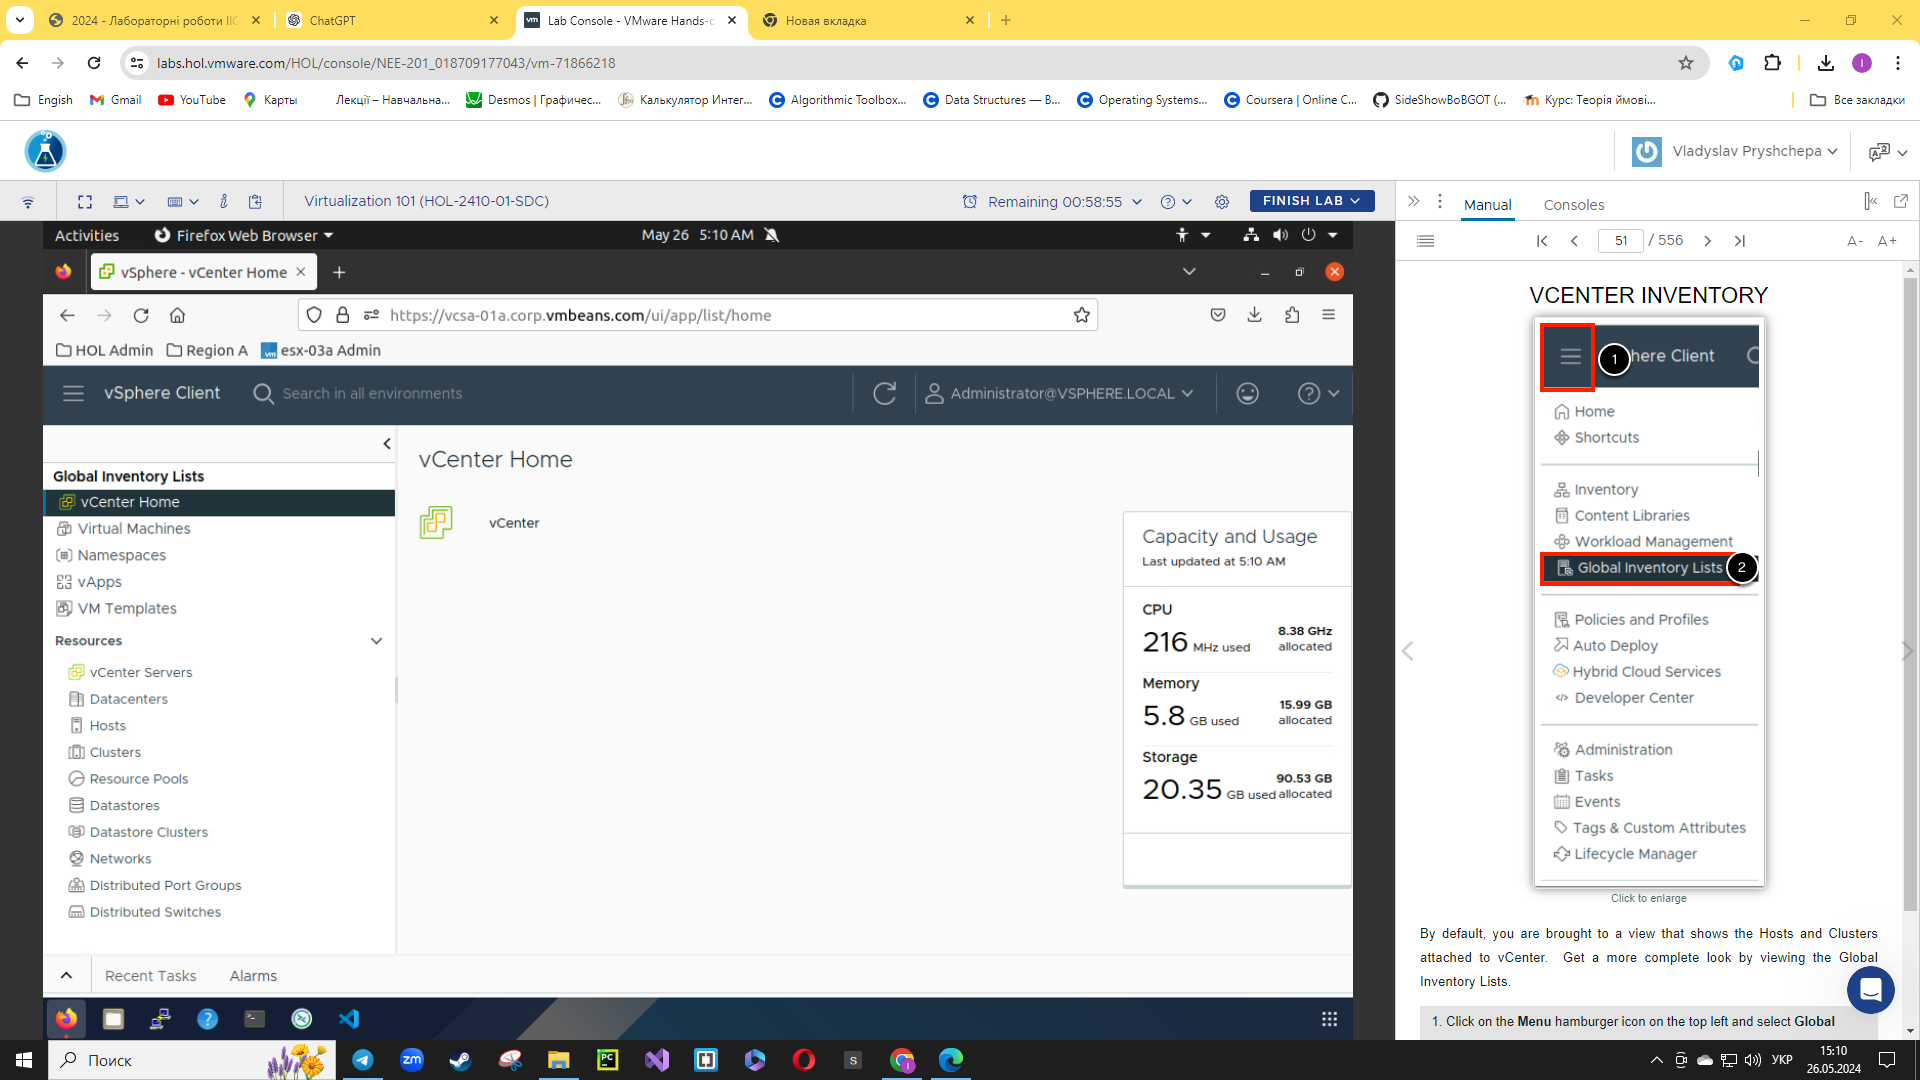 2024 - Лабораторні роботи ІІС
ChatGPT
Lab Console - VMware Hands-o
Новая вкладка
labs.hol.vmware.com/HOL/console/NEE-201_018709177043/vm-71866218
Engish
Gmail
YouTube
Карты
Лекції – Навчальна...
Desmos | Графичес...
Калькулятор Интег...
Algorithmic Toolbox...
Data Structures — В...
Operating Systems...
Coursera | Online C...
SideShowBoBGOT (...
Курс: Теорія ймові...
Все закладки
Vladyslav Pryshchepa
Virtualization 101 (HOL-2410-01-SDC)
Remaining 00:58:55
FINISH LAB
Manual
Consoles
Activities
Firefox Web Browser
May 26 5:10 AM
51 / 556
A- A+
vSphere - vCenter Home
https://vcsa-01a.corp.vmbeans.com/ui/app/list/home
HOL Admin
Region A
esx-03a Admin
vSphere Client
Search in all environments
Administrator@VSPHERE.LOCAL
Global Inventory Lists
vCenter Home
Virtual Machines
Namespaces
vApps
VM Templates
Resources
vCenter Servers
Datacenters
Hosts
Clusters
Resource Pools
Datastores
Datastore Clusters
Networks
Distributed Port Groups
Distributed Switches
vCenter Home
vCenter
Capacity and Usage
Last updated at 5:10 AM
CPU
216 MHz used
8.38 GHz
allocated
Memory
5.8 GB used
15.99 GB
allocated
Storage
20.35 GB used
90.53 GB
allocated
Recent Tasks
Alarms
VCENTER INVENTORY
1
here Client
Home
Shortcuts
Inventory
Content Libraries
Workload Management
Global Inventory Lists
2
Policies and Profiles
Auto Deploy
Hybrid Cloud Services
Developer Center
Administration
Tasks
Events
Tags & Custom Attributes
Lifecycle Manager
Click to enlarge
By default, you are brought to a view that shows the Hosts and Clusters
attached to vCenter. Get a more complete look by viewing the Global
Inventory Lists.
1. Click on the Menu hamburger icon on the top left and select Global
Поиск
УКР
15:10
26.05.2024